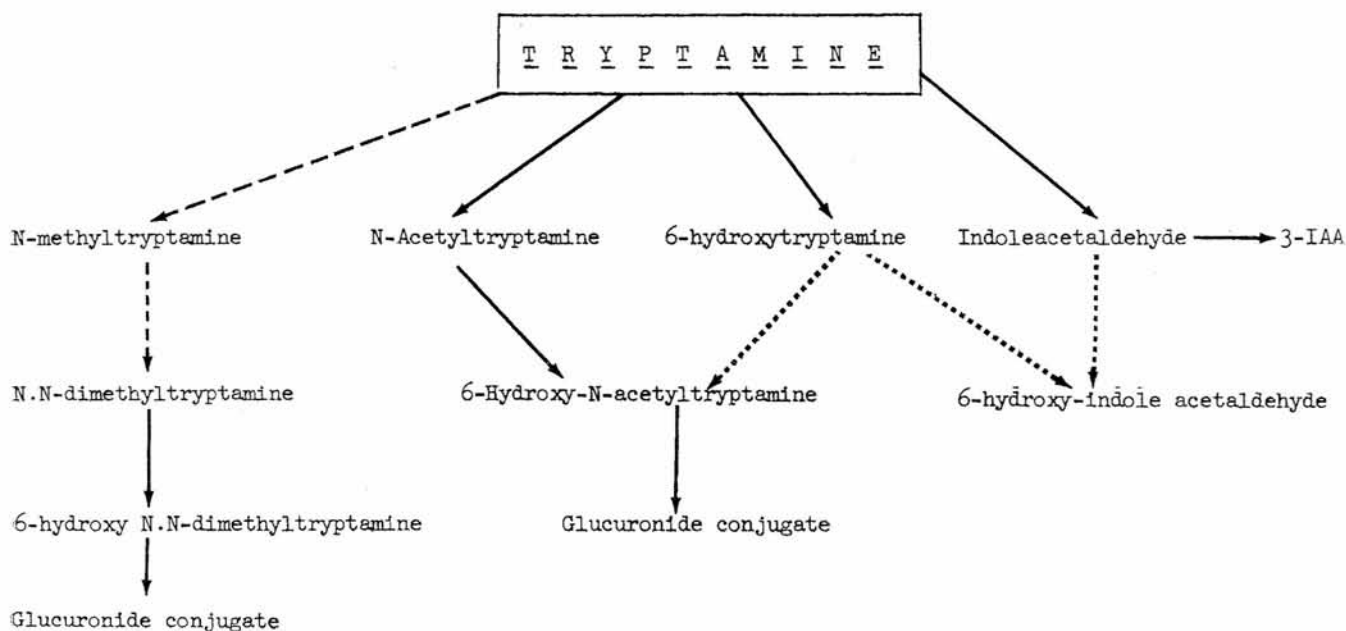 TRYPTAMINE
N-methyltryptamine N-Acetyltryptamine 6-hydroxytryptamine Indoleacetaldehyde 3-IAA
N.N-dimethyltryptamine 6-Hydroxy-N-acetyltryptamine 6-hydroxy-indole acetaldehyde
6-hydroxy N.N-dimethyltryptamine Glucuronide conjugate
Glucuronide conjugate